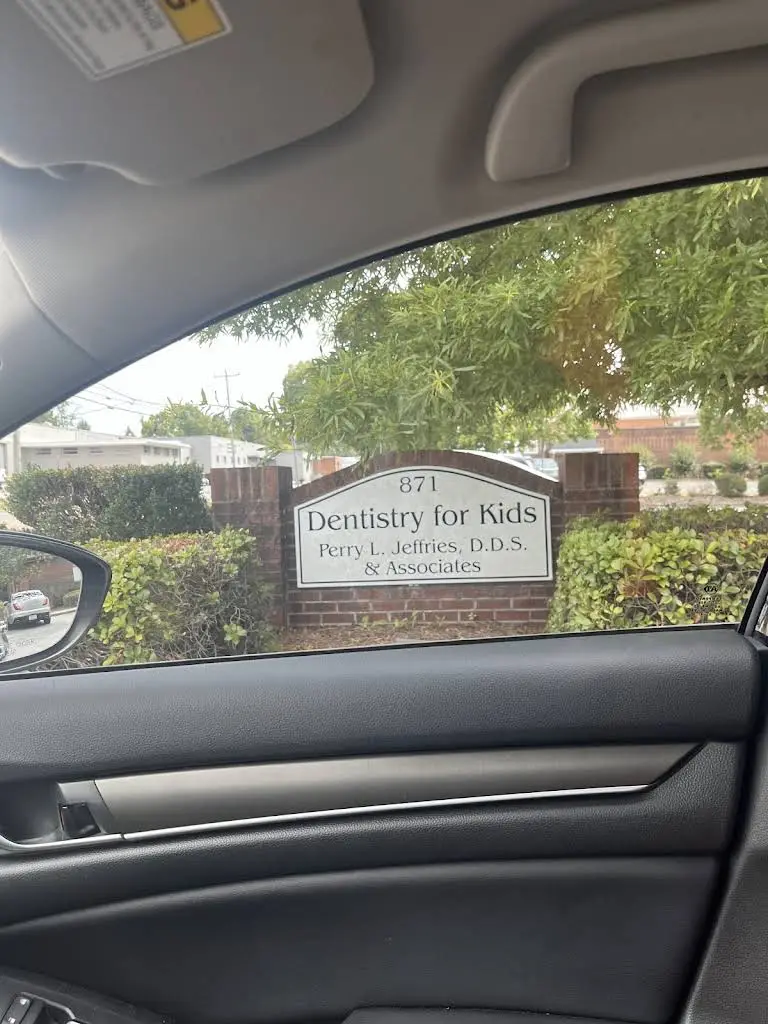 871
Dentistry for Kids
Perry L. Jeffries, D.D.S.
& Associates